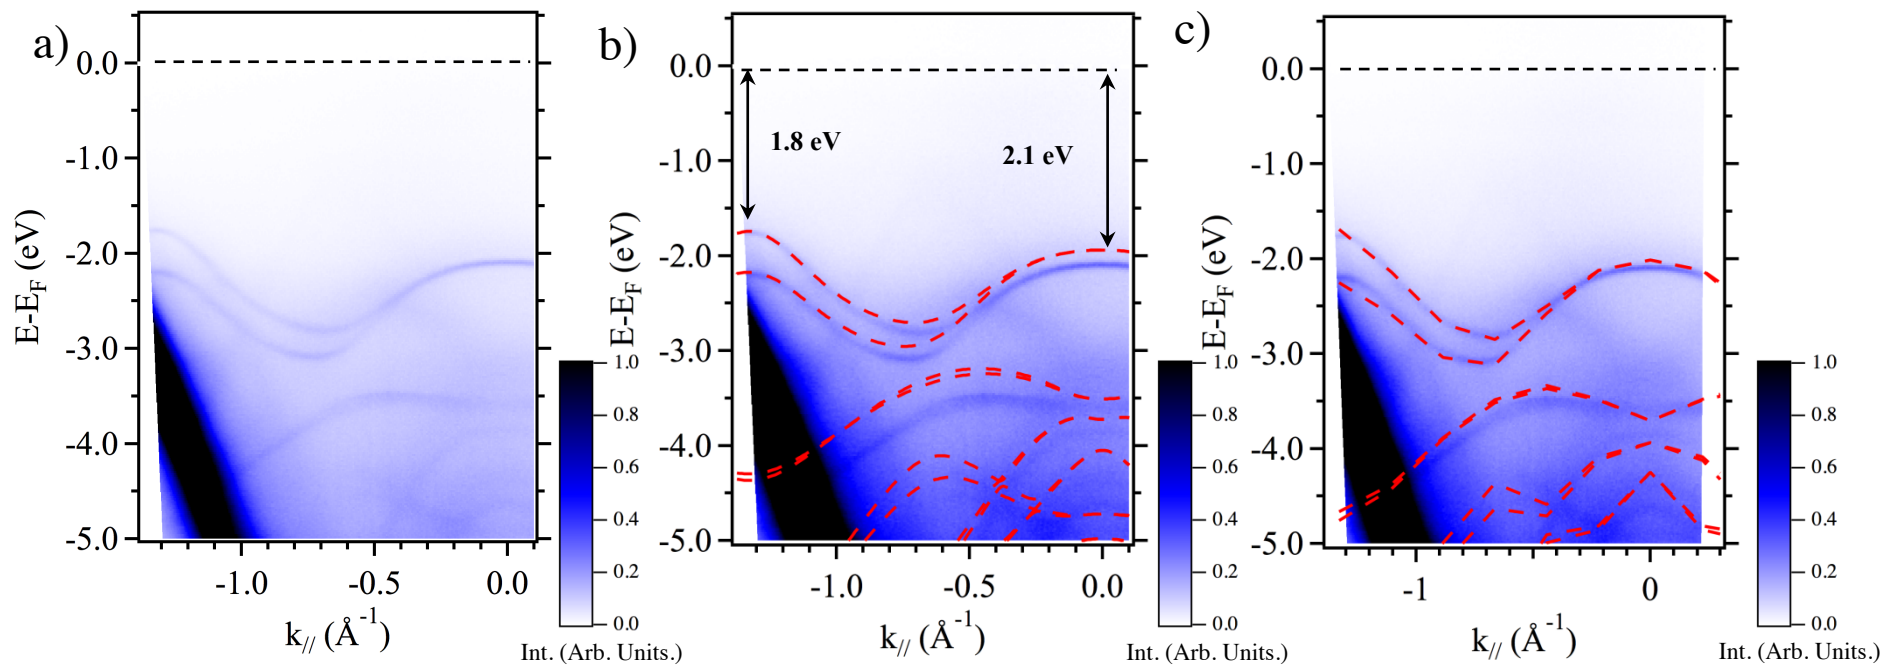 a)
0.0
-1.0
-2.0
-3.0
-4.0
-5.0
E-E_F (eV)
-1.0 -0.5 0.0
k_// (Å^-1)
1.0
0.8
0.6
0.4
0.2
0.0
Int. (Arb. Units.)
b)
0.0
-1.0
-2.0
-3.0
-4.0
-5.0
E-E_F (eV)
1.8 eV
2.1 eV
-1.0 -0.5 0.0
k_// (Å^-1)
1.0
0.8
0.6
0.4
0.2
0.0
Int. (Arb. Units.)
c)
0.0
-1.0
-2.0
-3.0
-4.0
-5.0
E-E_F (eV)
-1 0
k_// (Å^-1)
1.0
0.8
0.6
0.4
0.2
0.0
Int. (Arb. Units.)